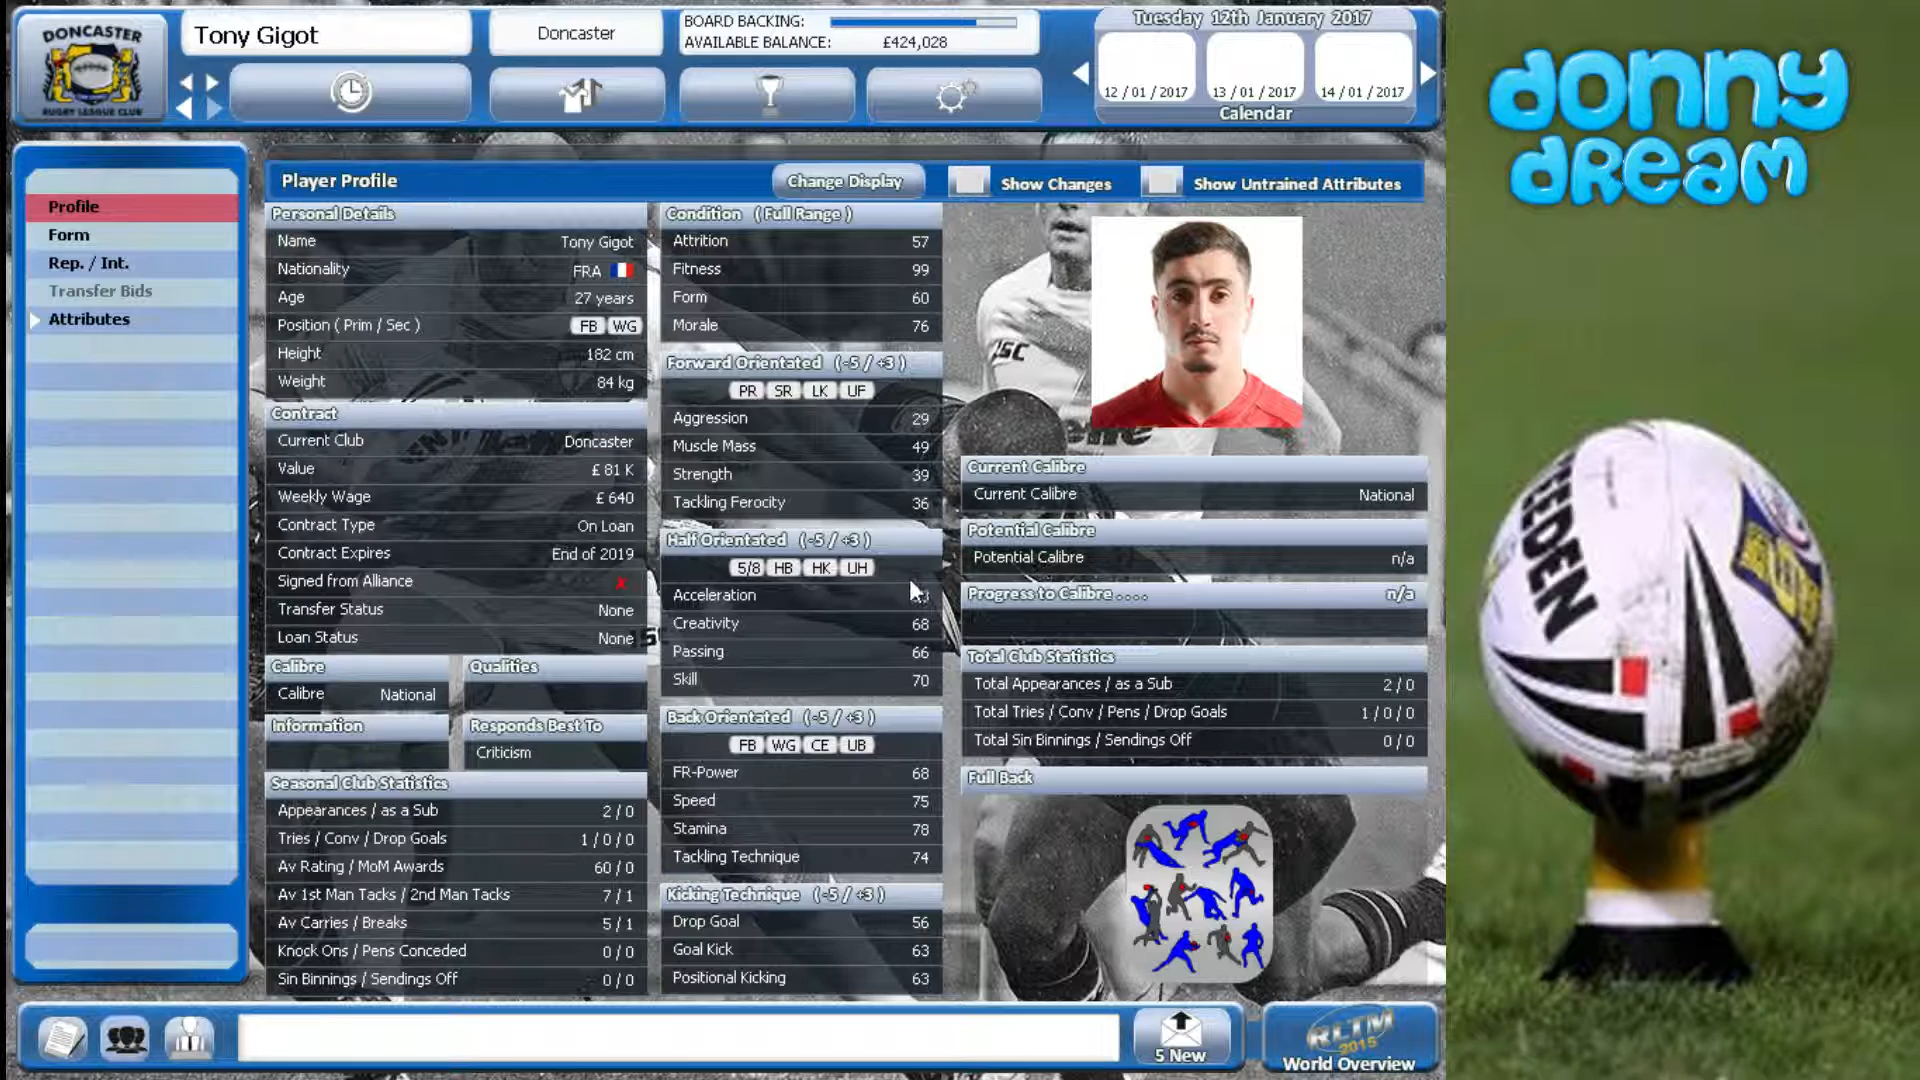 DONCASTER
RUGBY LEAGUE CLUB
Tony Gigot
Doncaster
BOARD BACKING:
AVAILABLE BALANCE: £424,028
Tuesday 12th January 2017
12 / 01 / 2017 13 / 01 / 2017 14 / 01 / 2017
Calendar
donny
dream
Profile
Form
Rep. / Int.
Transfer Bids
Attributes
Player Profile
Change Display
Show Changes
Show Untrained Attributes
Personal Details
Name Tony Gigot
Nationality FRA
Age 27 years
Position ( Prim / Sec ) FB WG
Height 182 cm
Weight 84 kg
Contract
Current Club Doncaster
Value £ 81 K
Weekly Wage £ 640
Contract Type On Loan
Contract Expires End of 2019
Signed from Alliance X
Transfer Status None
Loan Status None
Calibre
Calibre National
Qualities
Information
Responds Best To
Criticism
Seasonal Club Statistics
Appearances / as a Sub 2 / 0
Tries / Conv / Drop Goals 1 / 0 / 0
Av Rating / MoM Awards 60 / 0
Av 1st Man Tacks / 2nd Man Tacks 7 / 1
Av Carries / Breaks 5 / 1
Knock Ons / Pens Conceded 0 / 0
Sin Binnings / Sendings Off 0 / 0
Condition ( Full Range )
Attrition 57
Fitness 99
Form 60
Morale 76
Forward Orientated ( -5 / +3 )
PR SR LK UF
Aggression 29
Muscle Mass 49
Strength 39
Tackling Ferocity 36
Half Orientated ( -5 / +3 )
5/8 HB HK UH
Acceleration
Creativity 68
Passing 66
Skill 70
Back Orientated ( -5 / +3 )
FB WG CE UB
FR-Power 68
Speed 75
Stamina 78
Tackling Technique 74
Kicking Technique ( -5 / +3 )
Drop Goal 56
Goal Kick 63
Positional Kicking 63
ISC
Current Calibre
Current Calibre National
Potential Calibre
Potential Calibre n/a
Progress to Calibre . . . . n/a
Total Club Statistics
Total Appearances / as a Sub 2 / 0
Total Tries / Conv / Pens / Drop Goals 1 / 0 / 0
Total Sin Binnings / Sendings Off 0 / 0
Full Back
STEEDEN
5 New
RLTM
2015
World Overview